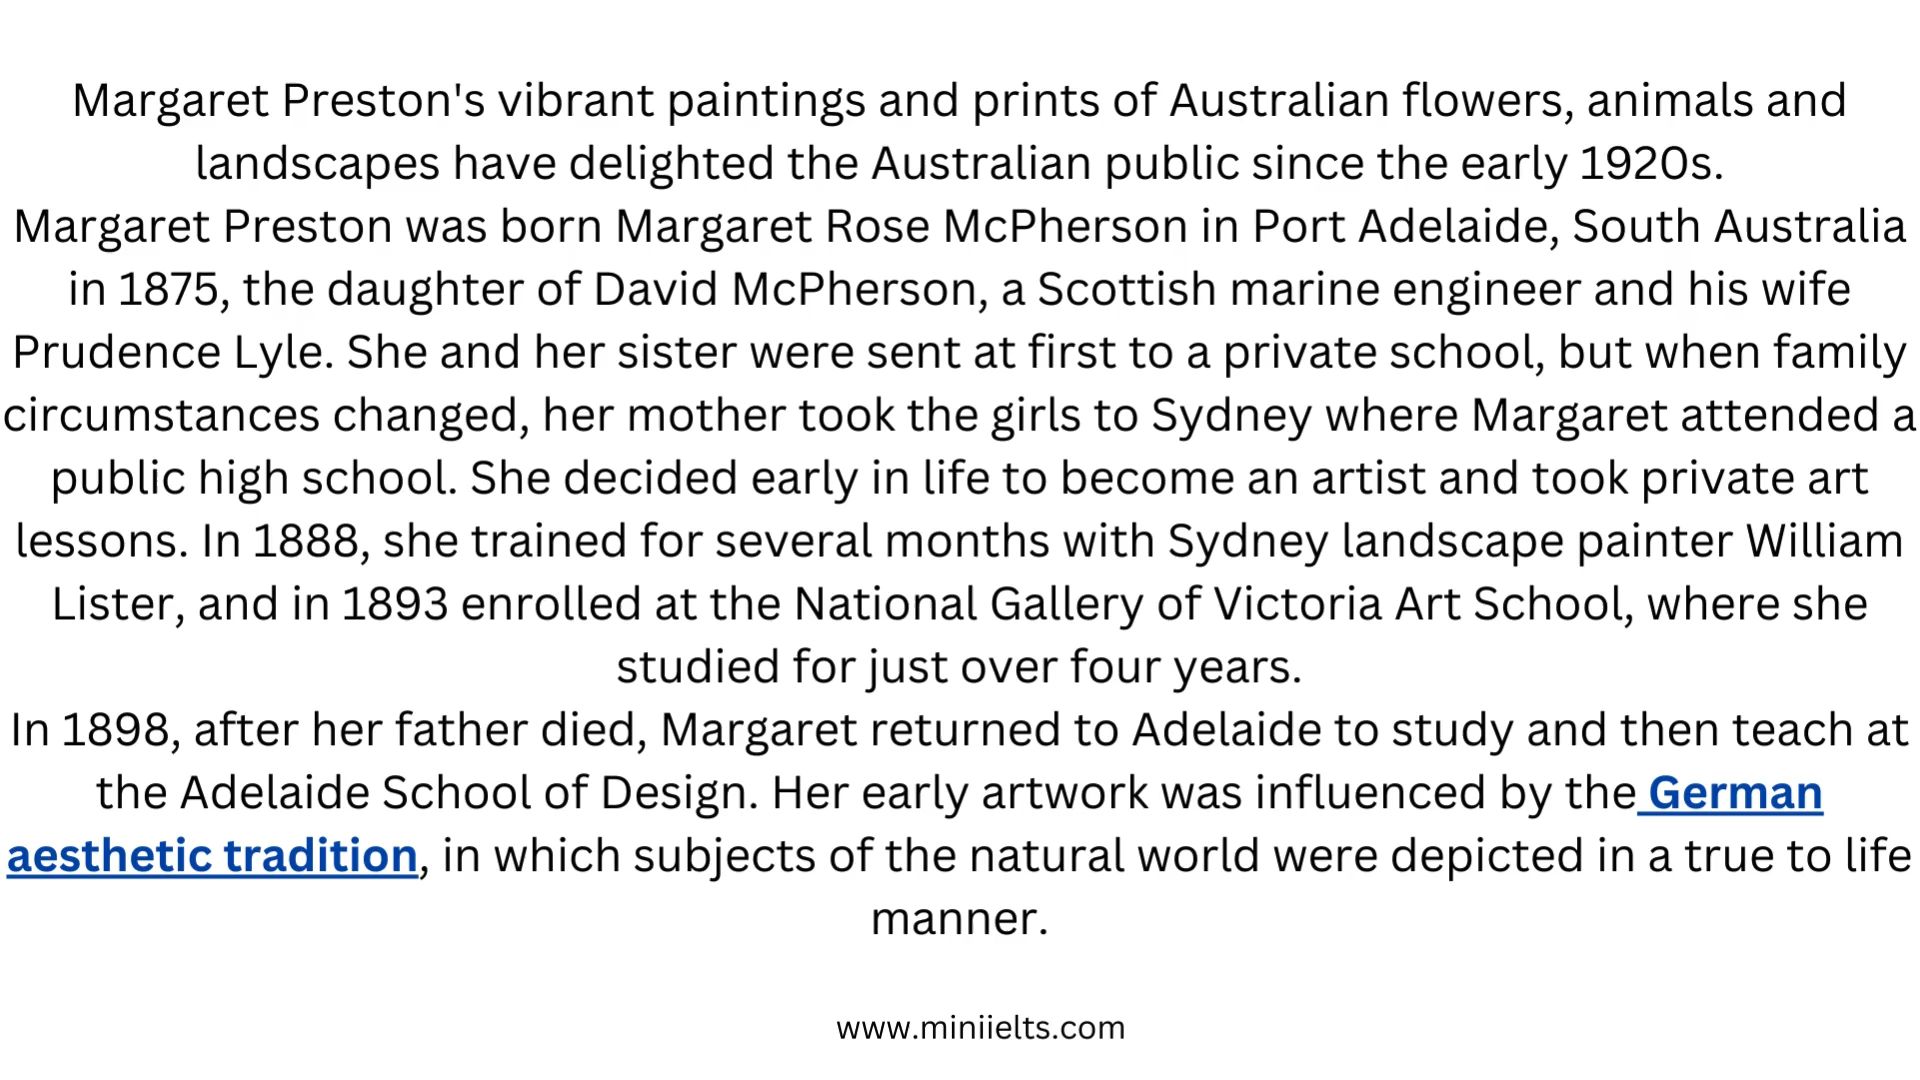 Margaret Preston's vibrant paintings and prints of Australian flowers, animals and
landscapes have delighted the Australian public since the early 1920s.
Margaret Preston was born Margaret Rose McPherson in Port Adelaide, South Australia
in 1875, the daughter of David McPherson, a Scottish marine engineer and his wife
Prudence Lyle. She and her sister were sent at first to a private school, but when family
circumstances changed, her mother took the girls to Sydney where Margaret attended a
public high school. She decided early in life to become an artist and took private art
lessons. In 1888, she trained for several months with Sydney landscape painter William
Lister, and in 1893 enrolled at the National Gallery of Victoria Art School, where she
studied for just over four years.
In 1898, after her father died, Margaret returned to Adelaide to study and then teach at
the Adelaide School of Design. Her early artwork was influenced by the German
aesthetic tradition, in which subjects of the natural world were depicted in a true to life
manner.
www.miniielts.com